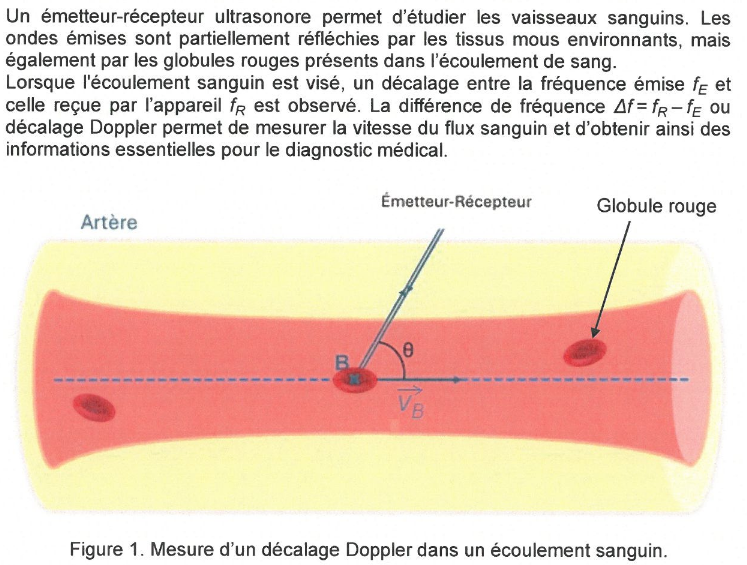 Un émetteur-récepteur ultrasonore permet d'étudier les vaisseaux sanguins. Les
ondes émises sont partiellement réfléchies par les tissus mous environnants, mais
également par les globules rouges présents dans l'écoulement de sang.
Lorsque l'écoulement sanguin est visé, un décalage entre la fréquence émise fE et
celle reçue par l'appareil fR est observé. La différence de fréquence Δf = fR – fE ou
décalage Doppler permet de mesurer la vitesse du flux sanguin et d'obtenir ainsi des
informations essentielles pour le diagnostic médical.
Émetteur-Récepteur
Globule rouge
Artère
θ
B
VB
Figure 1. Mesure d'un décalage Doppler dans un écoulement sanguin.